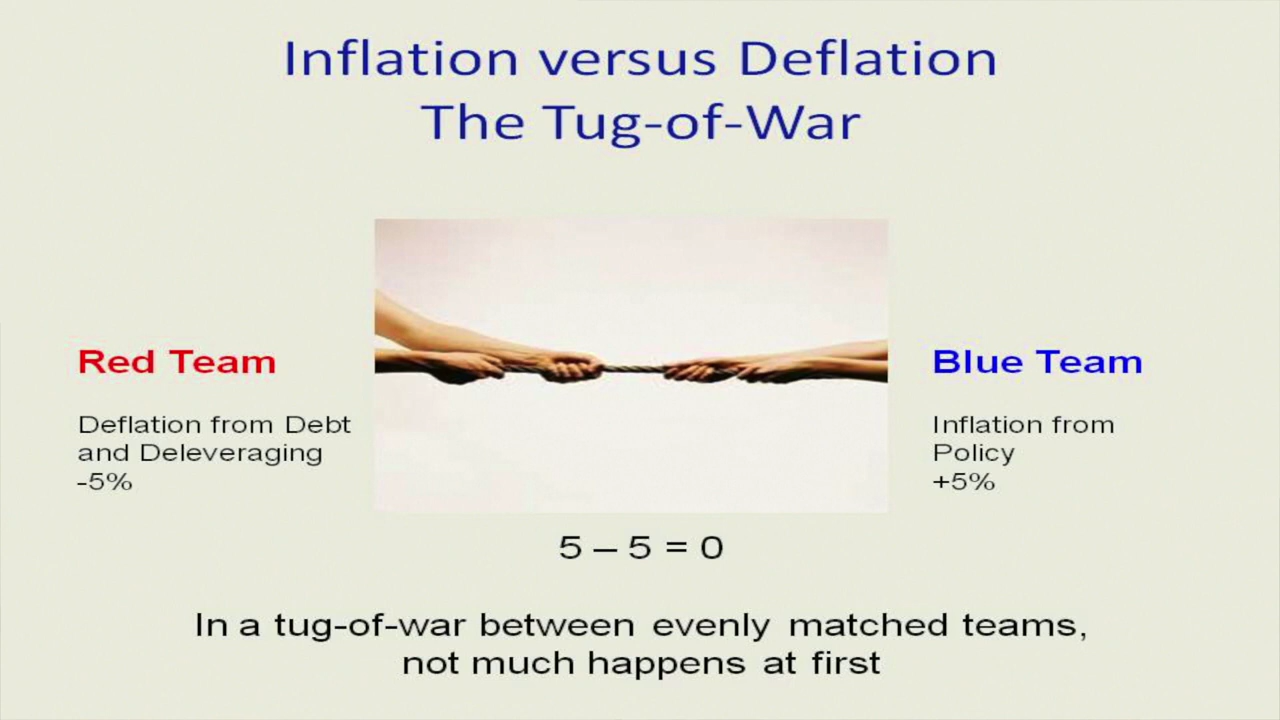 Inflation versus Deflation
The Tug-of-War
Red Team
Deflation from Debt
and Deleveraging
-5%
Blue Team
Inflation from
Policy
+5%
5 – 5 = 0
In a tug-of-war between evenly matched teams,
not much happens at first